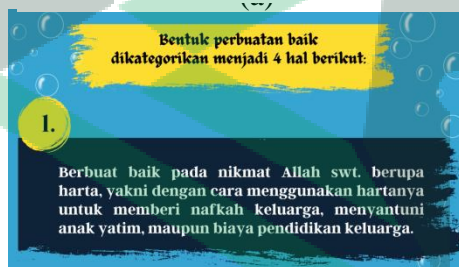 (d)
Bentuk perbuatan baik
dikategorikan menjadi 4 hal berikut:
1.
Berbuat baik pada nikmat Allah swt. berupa
harta, yakni dengan cara menggunakan hartanya
untuk memberi nafkah keluarga, menyantuni
anak yatim, maupun biaya pendidikan keluarga.